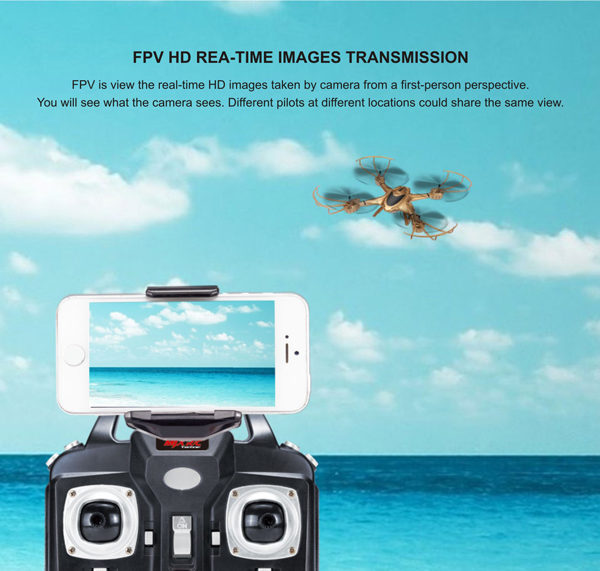 FPV HD REA-TIME IMAGES TRANSMISSION
FPV is view the real-time HD images taken by camera from a first-person perspective.
You will see what the camera sees. Different pilots at different locations could share the same view.
ON